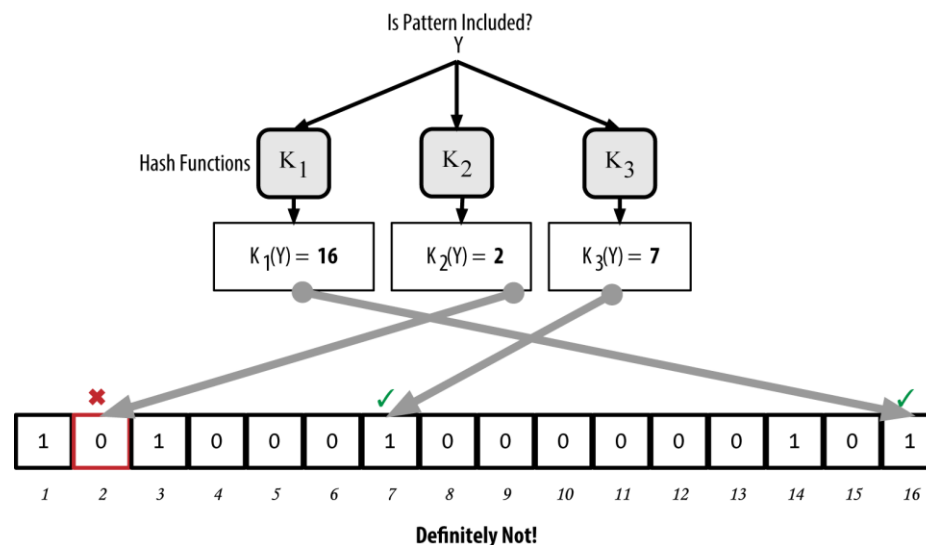 Is Pattern Included?
Y
Hash Functions K1 K2 K3
K1(Y) = 16 K2(Y) = 2 K3(Y) = 7
✖ ✓ ✓
1 0 1 0 0 0 1 0 0 0 0 0 0 1 0 1
1 2 3 4 5 6 7 8 9 10 11 12 13 14 15 16
Definitely Not!